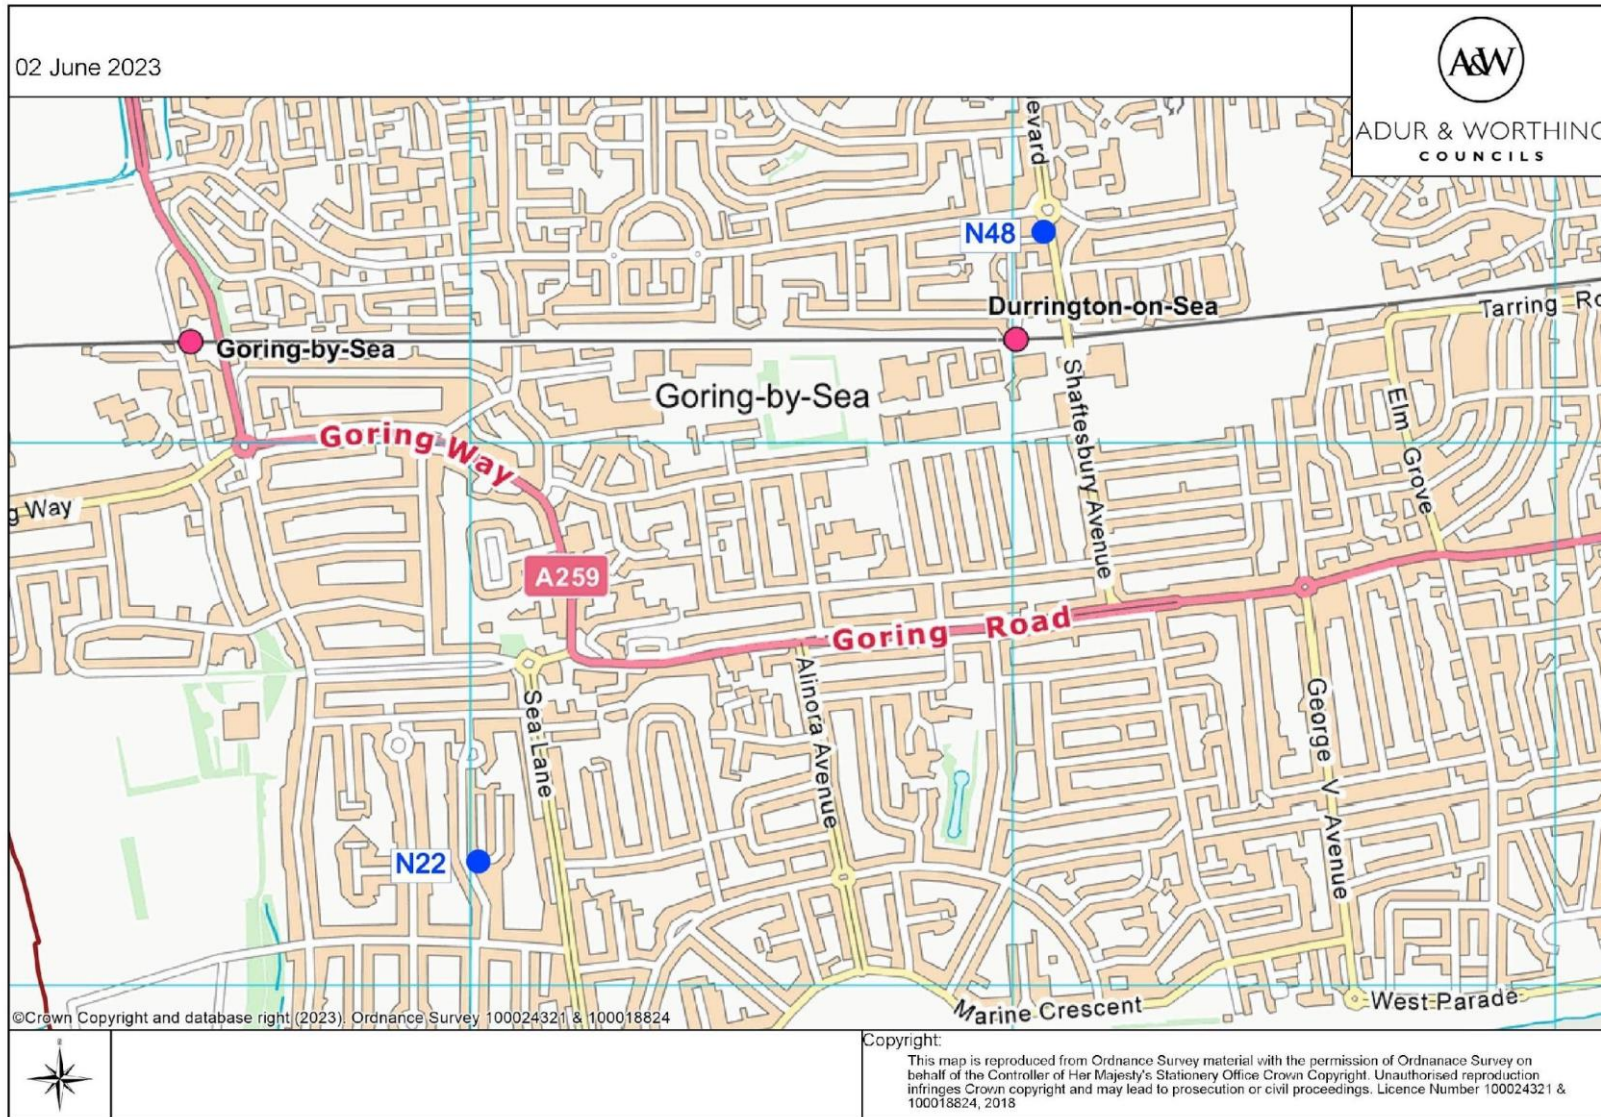 02 June 2023
A&W
ADUR & WORTHING
COUNCILS
evard
N48
Durrington-on-Sea
Tarring Ro
Goring-by-Sea
Goring-by-Sea
Shaftesbury Avenue
Elm Grove
Goring Way
g Way
A259
Goring Road
Alinora Avenue
Sea Lane
George V Avenue
N22
Marine Crescent
West Parade
©Crown Copyright and database right (2023). Ordnance Survey 100024321 & 100018824
Copyright:
This map is reproduced from Ordnance Survey material with the permission of Ordnanace Survey on
behalf of the Controller of Her Majesty's Stationery Office Crown Copyright. Unauthorised reproduction
infringes Crown copyright and may lead to prosecution or civil proceedings. Licence Number 100024321 &
100018824, 2018